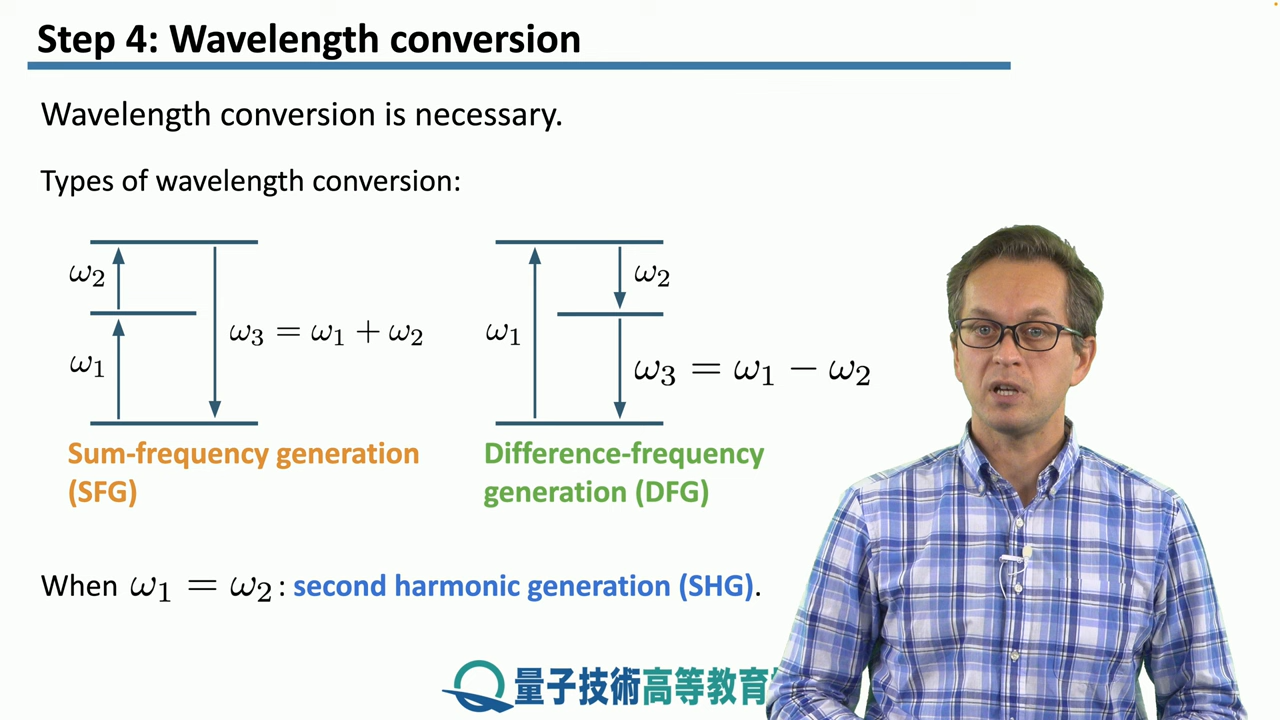 Step 4: Wavelength conversion
Wavelength conversion is necessary.
Types of wavelength conversion:
ω₂
ω₁
ω₃ = ω₁ + ω₂
Sum-frequency generation
(SFG)
ω₁
ω₂
ω₃ = ω₁ − ω₂
Difference-frequency
generation (DFG)
When ω₁ = ω₂ : second harmonic generation (SHG).
量子技術高等教育